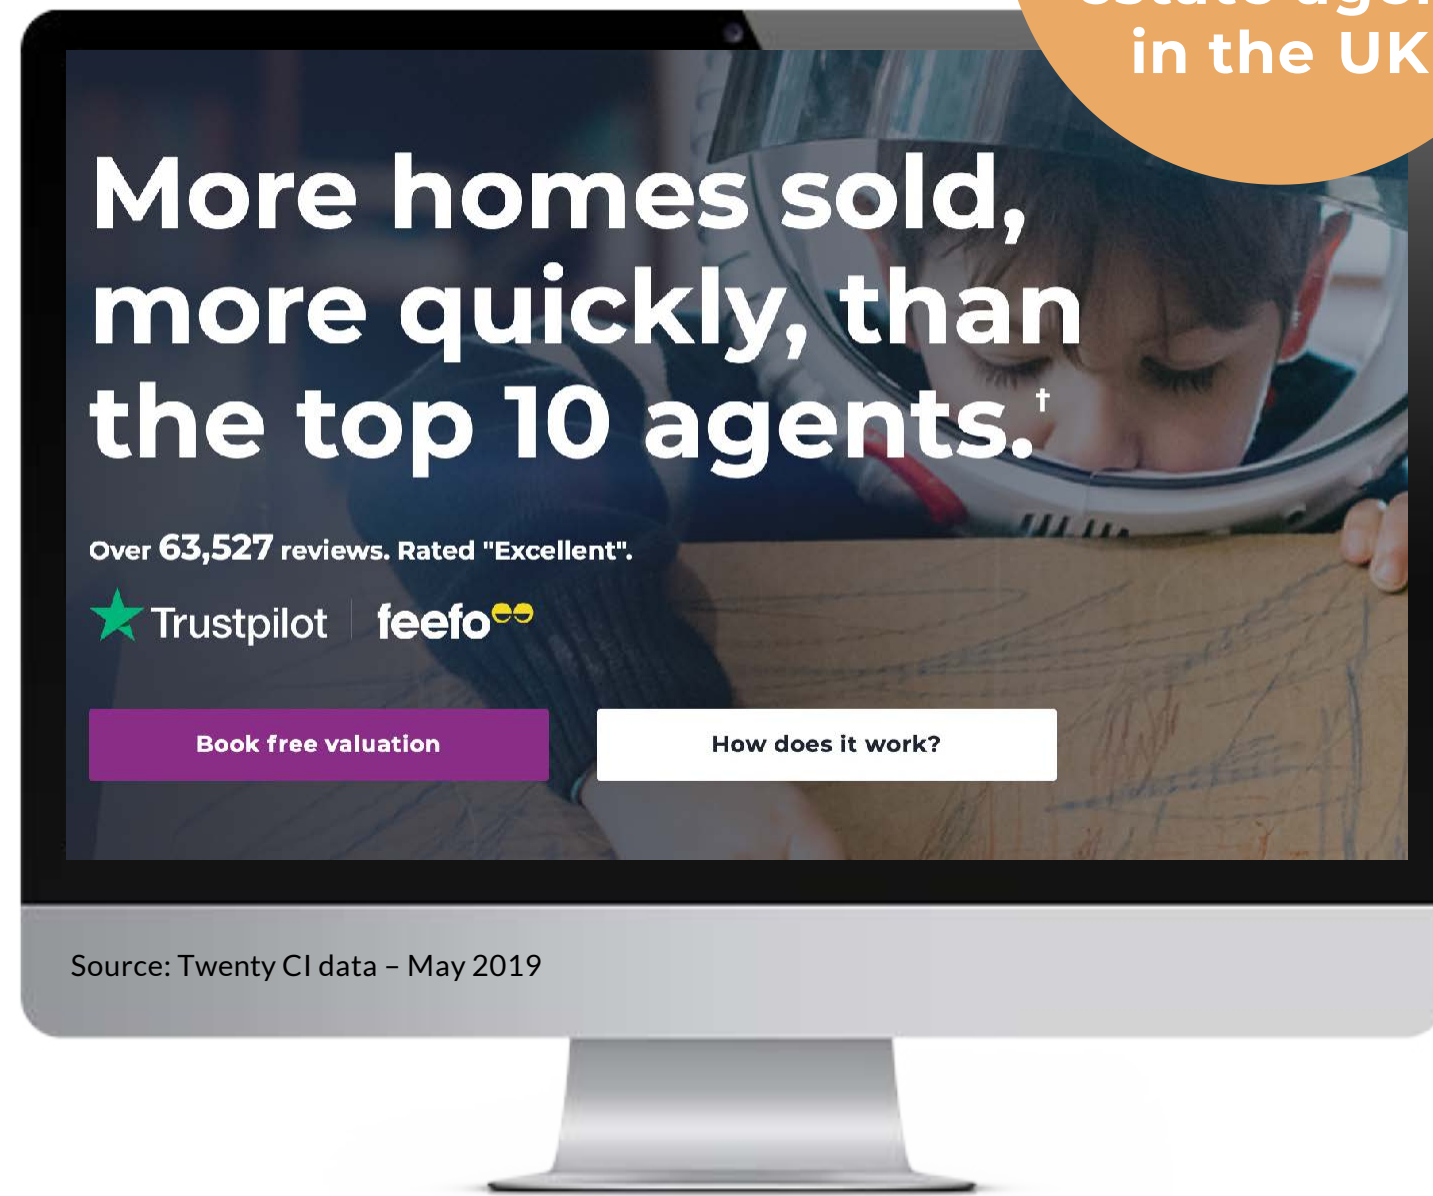 in the UK
More homes sold,
more quickly, than
the top 10 agents.†
Over 63,527 reviews. Rated "Excellent".
Trustpilot feefo
Book free valuation How does it work?
Source: Twenty CI data – May 2019